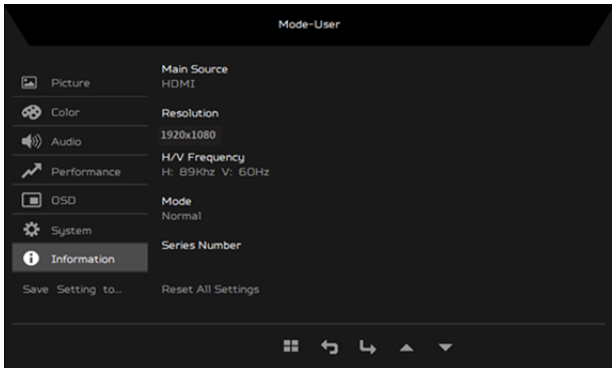 Mode-User
Picture
Color
Audio
Performance
OSD
System
Information
Save Setting to...
Main Source
HDMI
Resolution
1920x1080
H/V Frequency
H: 89Khz V: 60Hz
Mode
Normal
Series Number
Reset All Settings